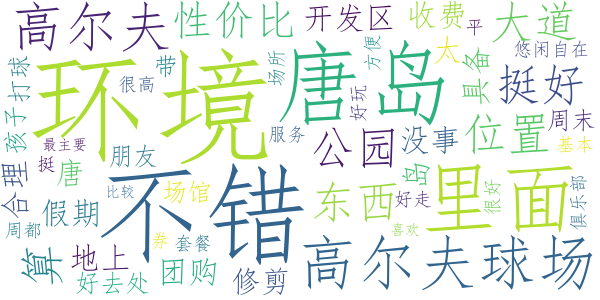 高尔夫
性价比
开发区
收费
平
大道
悠闲自在
孩子
打球
环境
带
很高
场所
唐岛
好玩
方便
太
具备
挺好
最主要
挺
唐
朋友
服务
公园
没事
位置
周末
基本
合理
比较
不错
场馆
东西
岛
好走
里面
很好
俱乐部
周都
假期
券
套餐
喜欢
算
地上
好去处
团购
修剪
高尔夫球场